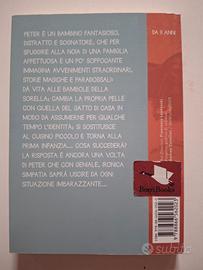 DA 11 ANNI
PETER È UN BAMBINO FANTASIOSO,
DISTRATTO E SOGNATORE, CHE
PER SFUGGIRE ALLA NOIA DI UNA FAMIGLIA
AFFETTUOSA E UN PO' SOFFOCANTE
IMMAGINA AVVENIMENTI STRAORDINARI,
STORIE MAGICHE E PARADOSSALI:
DÀ VITA ALLE BAMBOLE DELLA
SORELLA; CAMBIA LA PROPRIA PELLE
CON QUELLA DEL GATTO DI CASA IN
MODO DA ASSUMERNE PER QUALCHE
TEMPO L'IDENTITÀ; SI SOSTITUISCE
AL CUGINO PICCOLO E TORNA ALLA
PRIMA INFANZIA... COSA SUCCEDERÀ?
LA RISPOSTA È ANCORA UNA VOLTA
DI PETER CHE CON GENIALE, IRONICA
SIMPATIA SAPRÀ USCIRE DA OGNI
SITUAZIONE IMBARAZZANTE...
subito